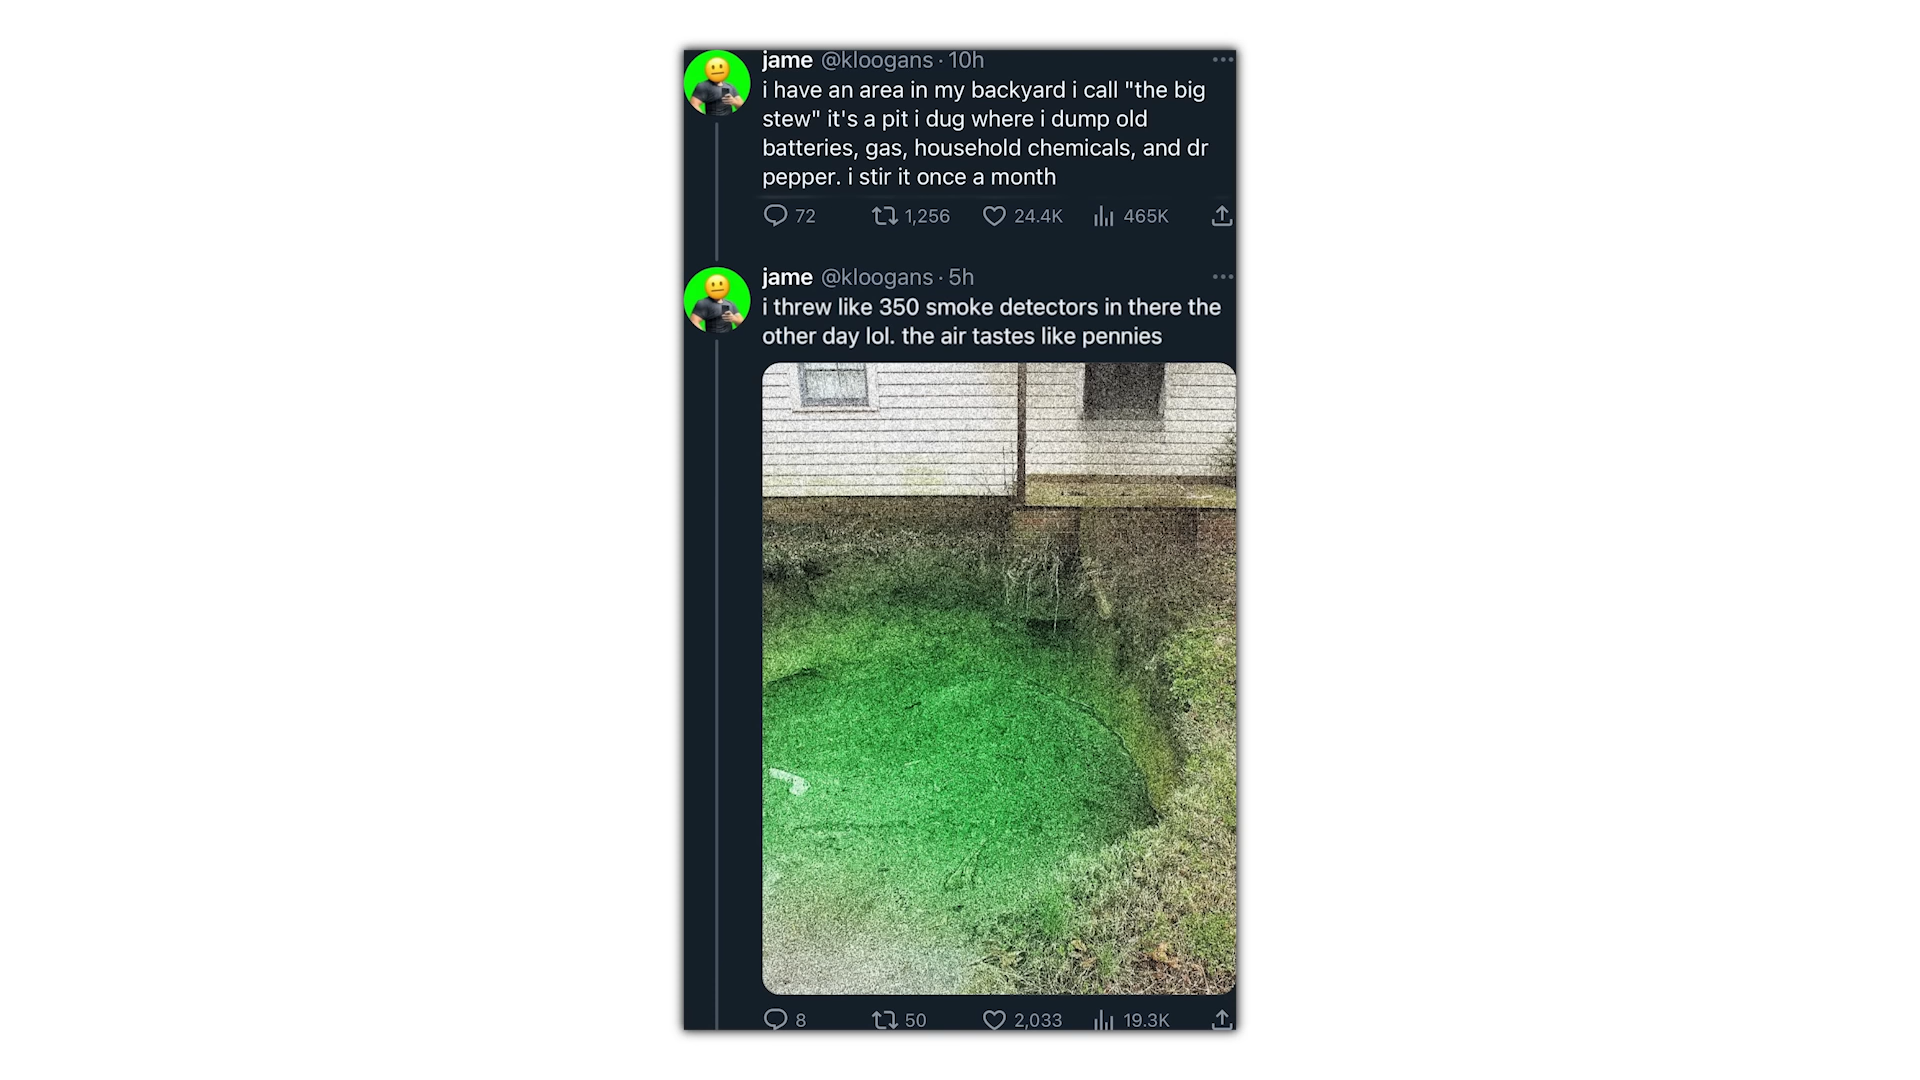 jame @kloogans · 10h
i have an area in my backyard i call "the big
stew" it's a pit i dug where i dump old
batteries, gas, household chemicals, and dr
pepper. i stir it once a month
72 1,256 24.4K 465K
jame @kloogans · 5h
i threw like 350 smoke detectors in there the
other day lol. the air tastes like pennies
8 50 2,033 19.3K